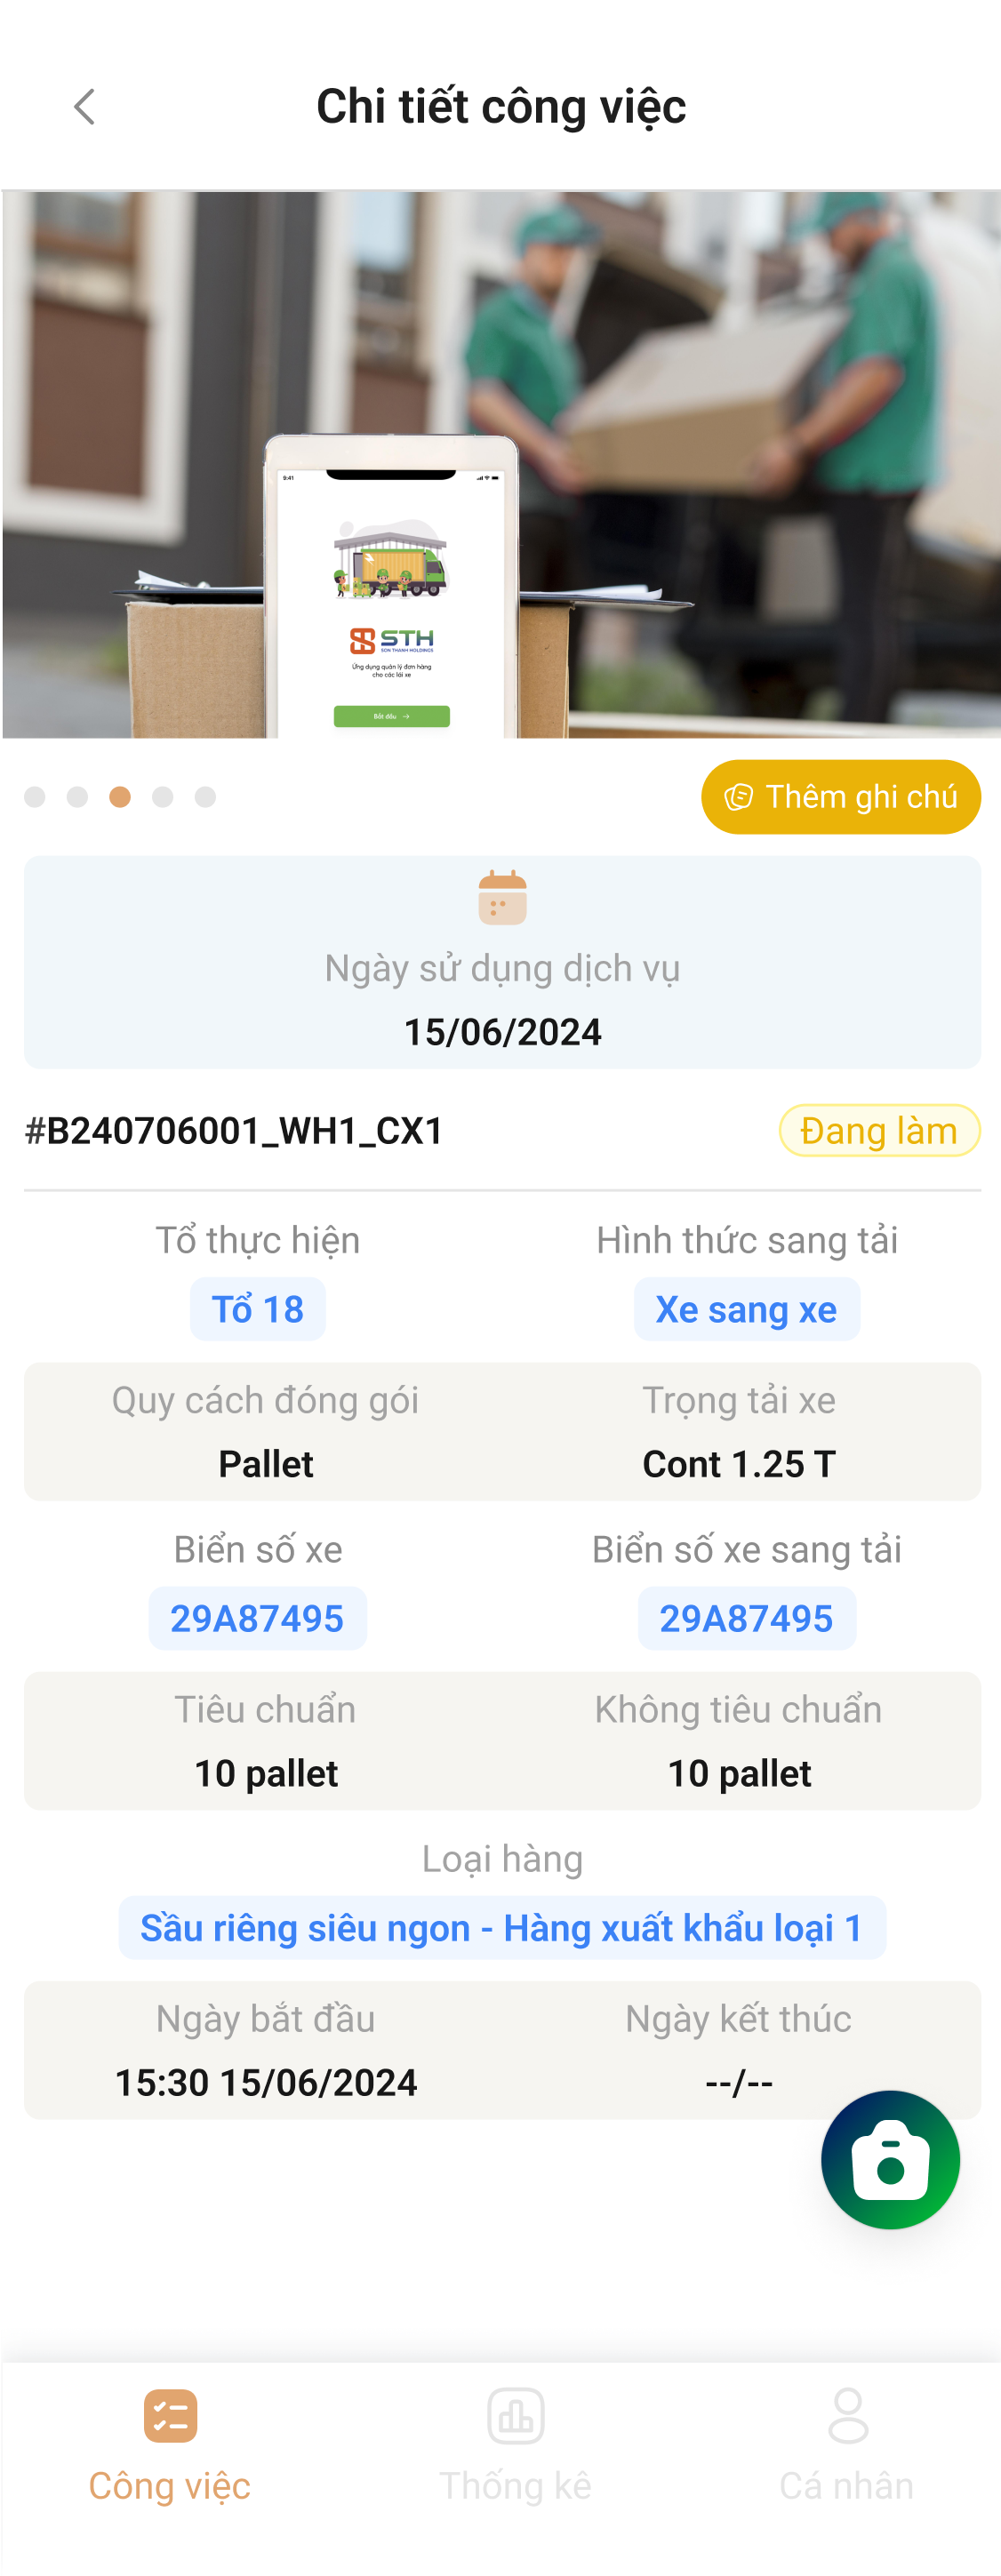 Chi tiết công việc
9:41
STH
SON THANH HOLDINGS
Ứng dụng quản lý đơn hàng
cho các lái xe
Bắt đầu
Thêm ghi chú
Ngày sử dụng dịch vụ
15/06/2024
#B240706001_WH1_CX1
Đang làm
Tổ thực hiện
Hình thức sang tải
Tổ 18
Xe sang xe
Quy cách đóng gói
Trọng tải xe
Pallet
Cont 1.25 T
Biển số xe
Biển số xe sang tải
29A87495
29A87495
Tiêu chuẩn
Không tiêu chuẩn
10 pallet
10 pallet
Loại hàng
Sầu riêng siêu ngon - Hàng xuất khẩu loại 1
Ngày bắt đầu
Ngày kết thúc
15:30 15/06/2024
--/--
Công việc
Thống kê
Cá nhân